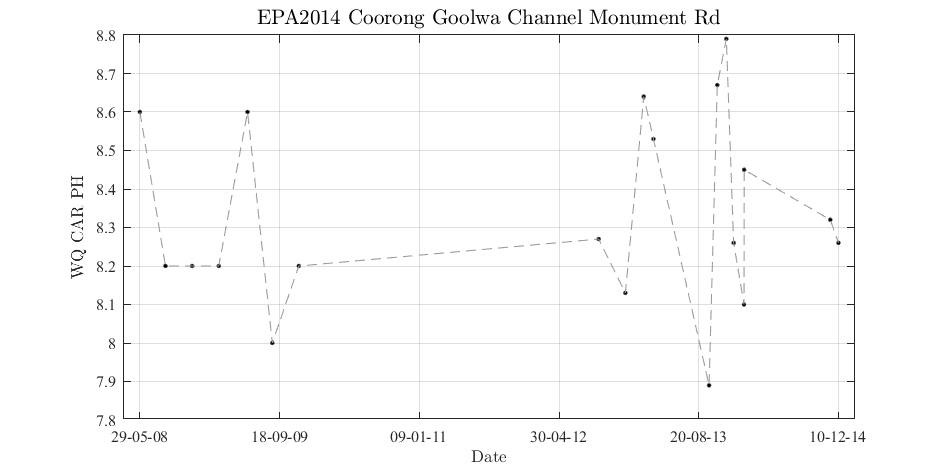 EPA2014 Coorong Goolwa Channel Monument Rd
8.8
8.7
8.6
8.5
8.4
8.3
8.2
8.1
8
7.9
7.8
WQ CAR PH
29-05-08 18-09-09 09-01-11 30-04-12 20-08-13 10-12-14
Date